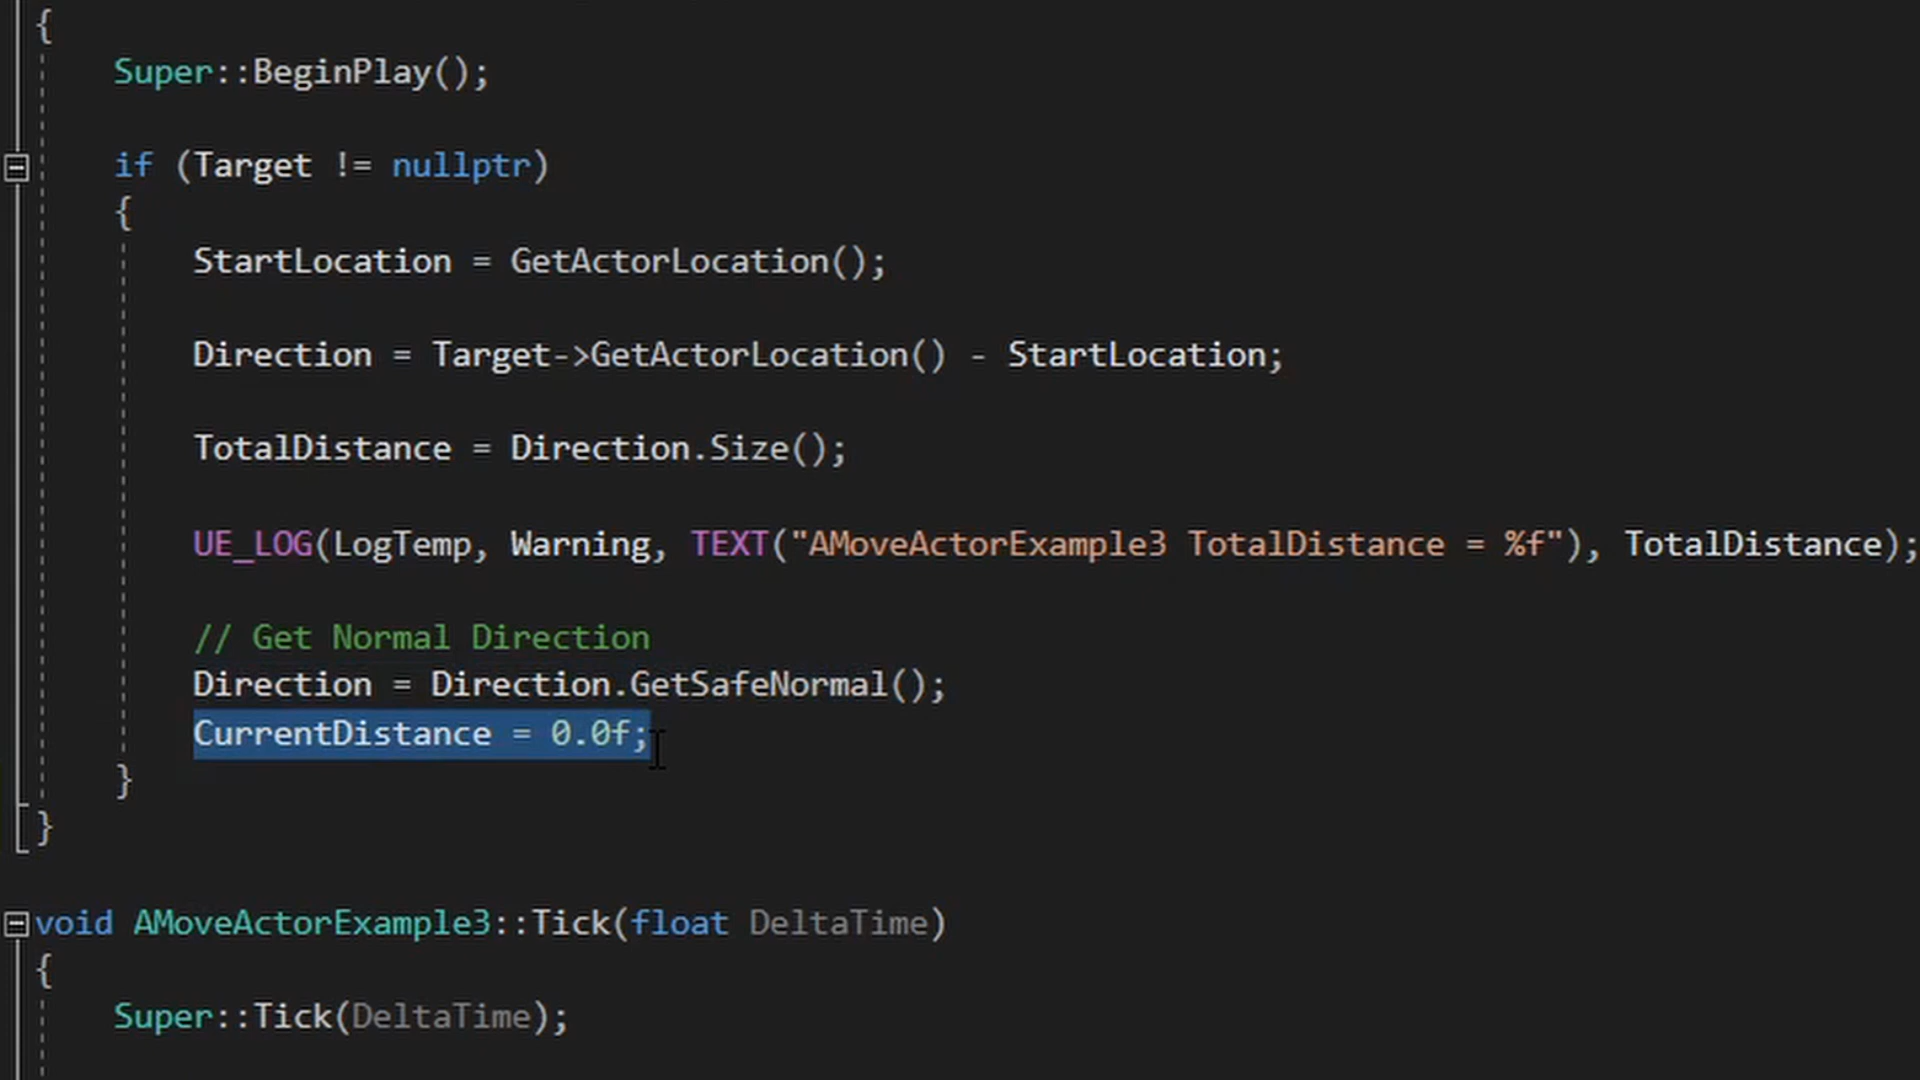 {
Super::BeginPlay();
if (Target != nullptr)
{
StartLocation = GetActorLocation();
Direction = Target->GetActorLocation() - StartLocation;
TotalDistance = Direction.Size();
UE_LOG(LogTemp, Warning, TEXT("AMoveActorExample3 TotalDistance = %f"), TotalDistance);
// Get Normal Direction
Direction = Direction.GetSafeNormal();
CurrentDistance = 0.0f;
}
}
void AMoveActorExample3::Tick(float DeltaTime)
{
Super::Tick(DeltaTime);